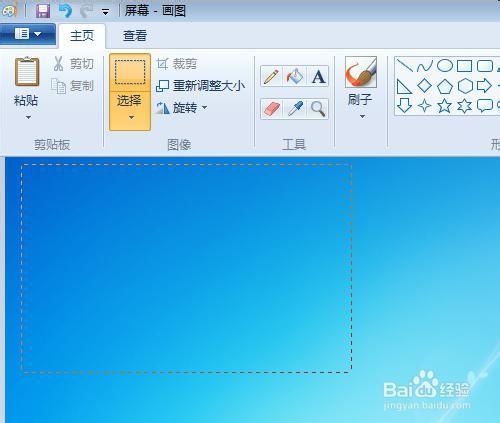 屏幕 - 画图
主页 查看
粘贴
剪切
复制
选择
裁剪
重新调整大小
旋转
A
刷子
剪贴板 图像 工具 形
Baidu 经验
jingyan.baidu.com